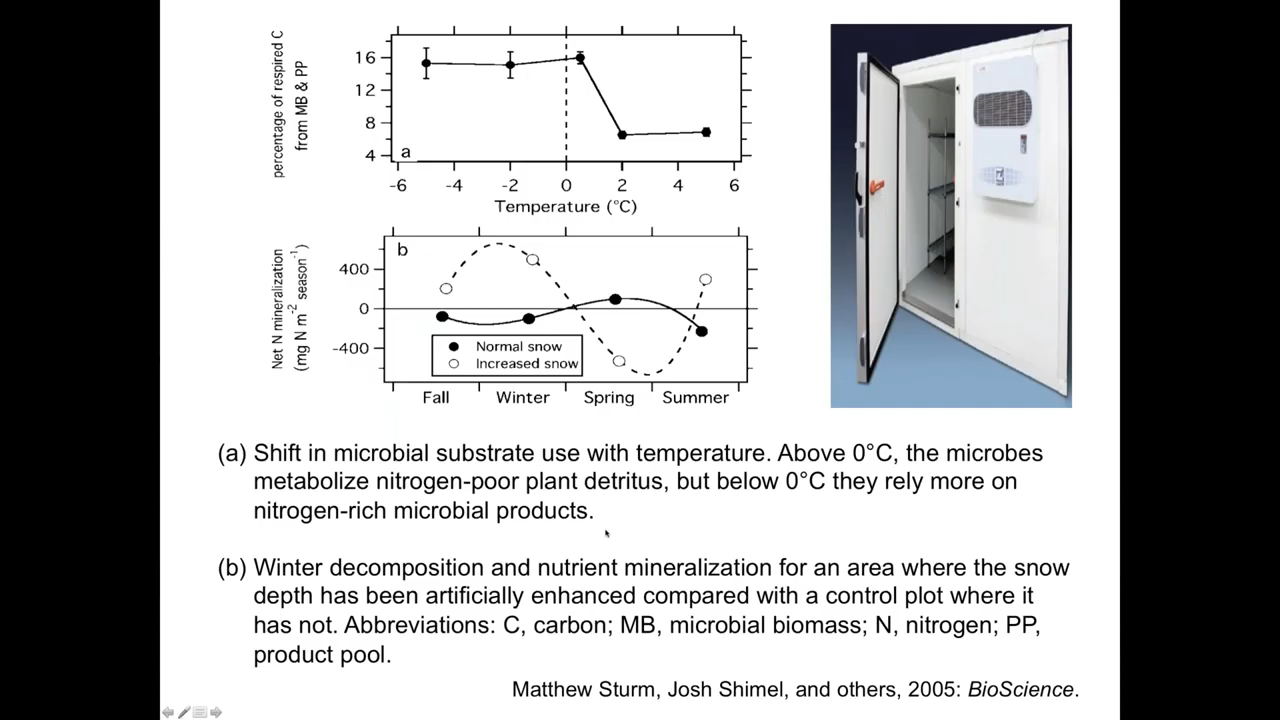 percentage of respired C
from MB & PP
16
12
8
4
a
-6 -4 -2 0 2 4 6
Temperature (°C)
Net N mineralization
(mg N m-2 season-1)
b
400
0
-400
Normal snow
Increased snow
Fall Winter Spring Summer
(a) Shift in microbial substrate use with temperature. Above 0°C, the microbes
metabolize nitrogen-poor plant detritus, but below 0°C they rely more on
nitrogen-rich microbial products.
(b) Winter decomposition and nutrient mineralization for an area where the snow
depth has been artificially enhanced compared with a control plot where it
has not. Abbreviations: C, carbon; MB, microbial biomass; N, nitrogen; PP,
product pool.
Matthew Sturm, Josh Shimel, and others, 2005: BioScience.